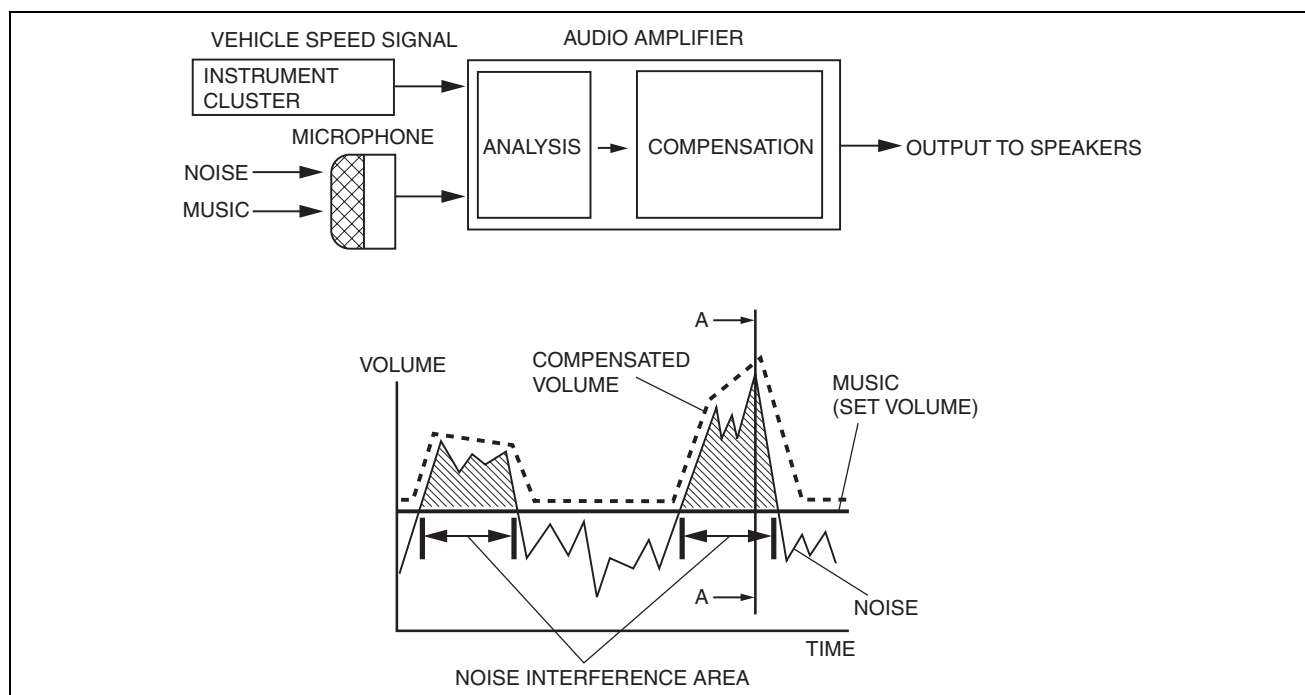 VEHICLE SPEED SIGNAL
AUDIO AMPLIFIER
INSTRUMENT
CLUSTER
MICROPHONE
NOISE
MUSIC
ANALYSIS
COMPENSATION
OUTPUT TO SPEAKERS
A
VOLUME
COMPENSATED
VOLUME
MUSIC
(SET VOLUME)
A
NOISE
TIME
NOISE INTERFERENCE AREA